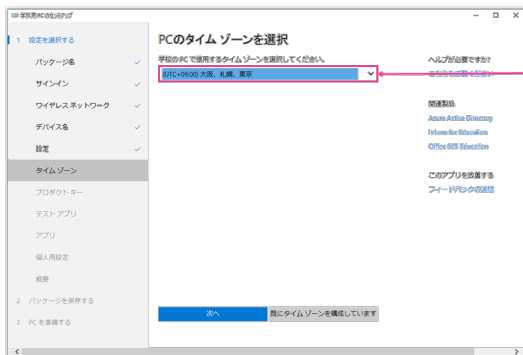 学校用PCのセットアップ
1 設定を選択する
パッケージ名
サインイン
ワイヤレス ネットワーク
デバイス名
設定
タイム ゾーン
プロダクト キー
テスト アプリ
アプリ
個人用設定
概要
2 パッケージを保存する
3 PC を準備する
PCのタイム ゾーンを選択
学校の PC で使用するタイム ゾーンを選択してください。
(UTC+09:00) 大阪、札幌、東京
次へ
既にタイム ゾーンを構成しています
ヘルプが必要ですか?
関連製品
Azure Active Directory
Intune for Education
Office 365 Education
このアプリを改善する
フィードバックの送信